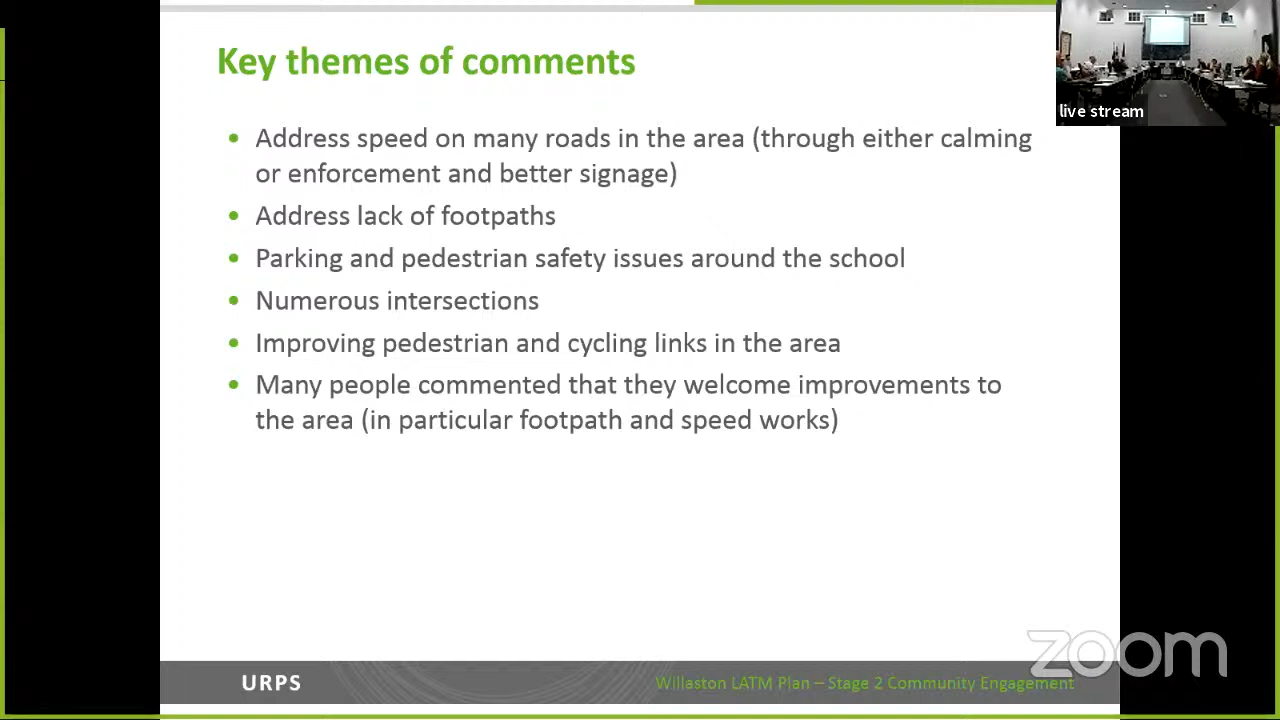 Key themes of comments
live stream
• Address speed on many roads in the area (through either calming
or enforcement and better signage)
• Address lack of footpaths
• Parking and pedestrian safety issues around the school
• Numerous intersections
• Improving pedestrian and cycling links in the area
• Many people commented that they welcome improvements to
the area (in particular footpath and speed works)
zoom
URPS
Willaston LATM Plan – Stage 2 Community Engagement